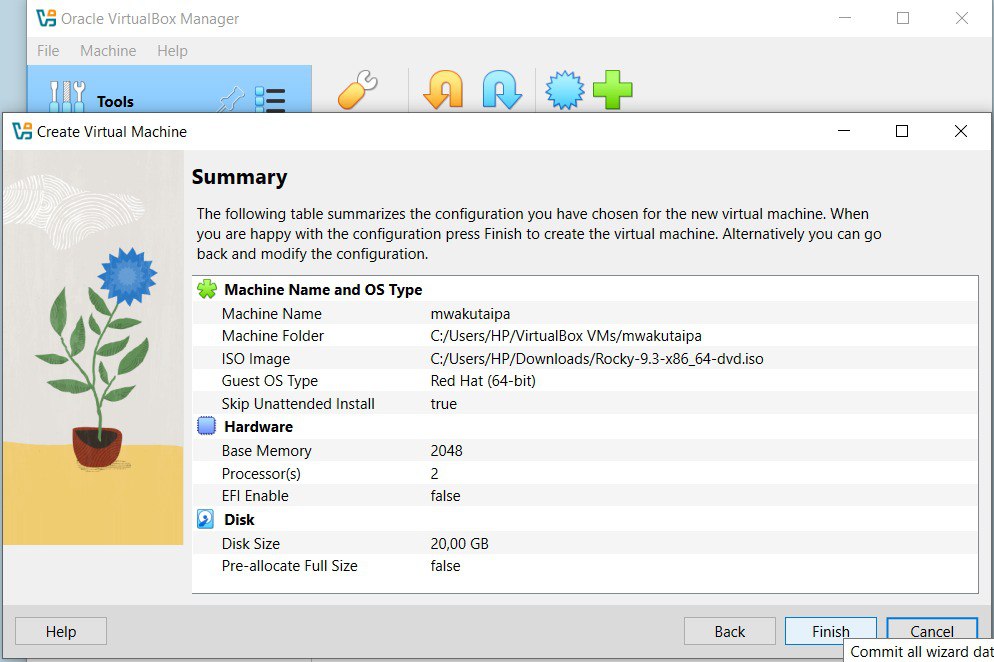 Oracle VirtualBox Manager
File Machine Help
Tools
Create Virtual Machine
Summary
The following table summarizes the configuration you have chosen for the new virtual machine. When
you are happy with the configuration press Finish to create the virtual machine. Alternatively you can go
back and modify the configuration.
Machine Name and OS Type
Machine Name mwakutaipa
Machine Folder C:/Users/HP/VirtualBox VMs/mwakutaipa
ISO Image C:/Users/HP/Downloads/Rocky-9.3-x86_64-dvd.iso
Guest OS Type Red Hat (64-bit)
Skip Unattended Install true
Hardware
Base Memory 2048
Processor(s) 2
EFI Enable false
Disk
Disk Size 20,00 GB
Pre-allocate Full Size false
Help Back Finish Cancel
Commit all wizard dat